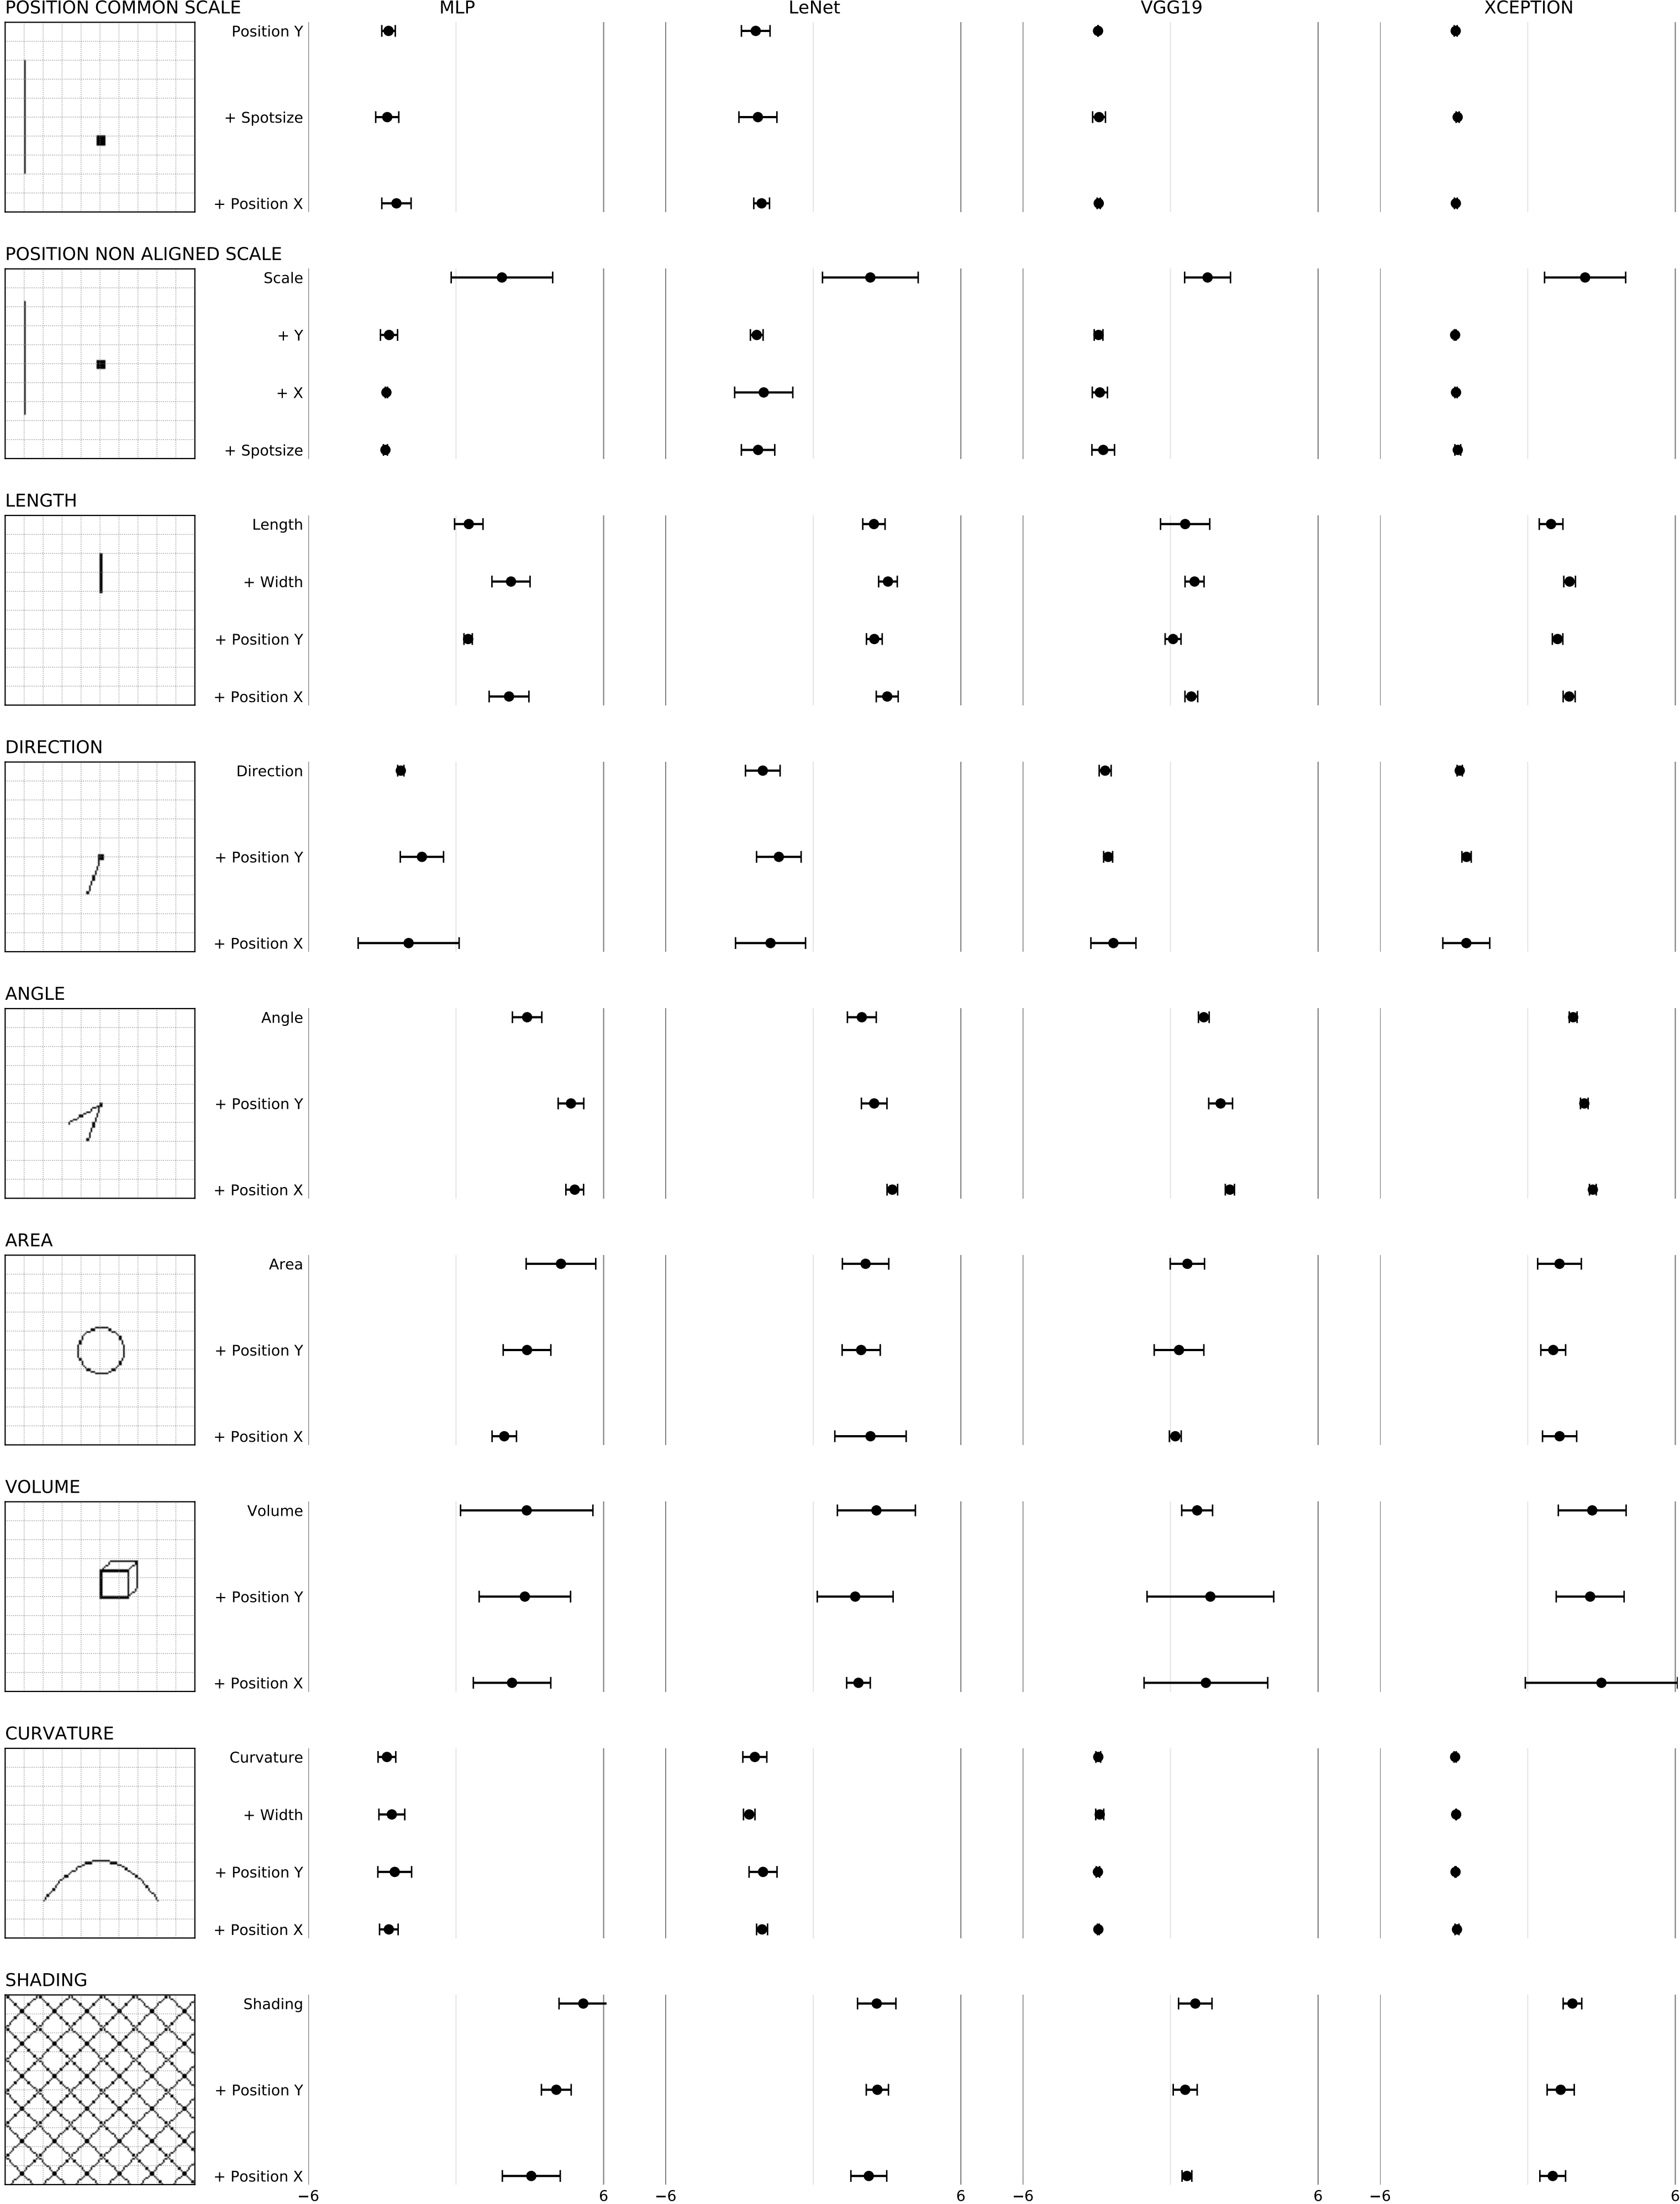 POSITION COMMON SCALE
MLP
LeNet
VGG19
XCEPTION
Position Y
+ Spotsize
+ Position X
POSITION NON ALIGNED SCALE
Scale
+ Y
+ X
+ Spotsize
LENGTH
Length
+ Width
+ Position Y
+ Position X
DIRECTION
Direction
+ Position Y
+ Position X
ANGLE
Angle
+ Position Y
+ Position X
AREA
Area
+ Position Y
+ Position X
VOLUME
Volume
+ Position Y
+ Position X
CURVATURE
Curvature
+ Width
+ Position Y
+ Position X
SHADING
Shading
+ Position Y
+ Position X
−6 6 −6 6 −6 6 −6 6